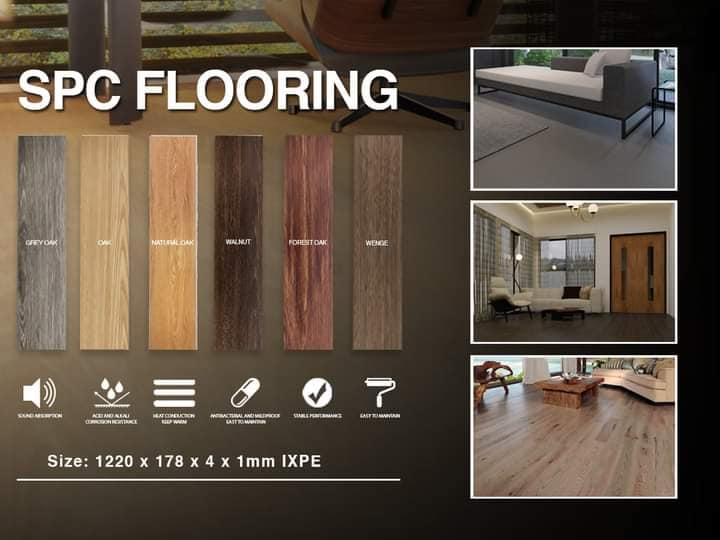 SPC FLOORING
GREY OAK
OAK
NATURAL OAK
WALNUT
FOREST OAK
WENGE
SOUND ABSORPTION
ACID AND ALKALI
CORROSION RESISTANCE
HEAT CONDUCTION
KEEP WARM
ANTIBACTERIAL AND MILDPROOF
EASY TO MAINTAIN
STABLE PERFORMANCE
EASY TO MAINTAIN
Size: 1220 x 178 x 4 x 1mm IXPE